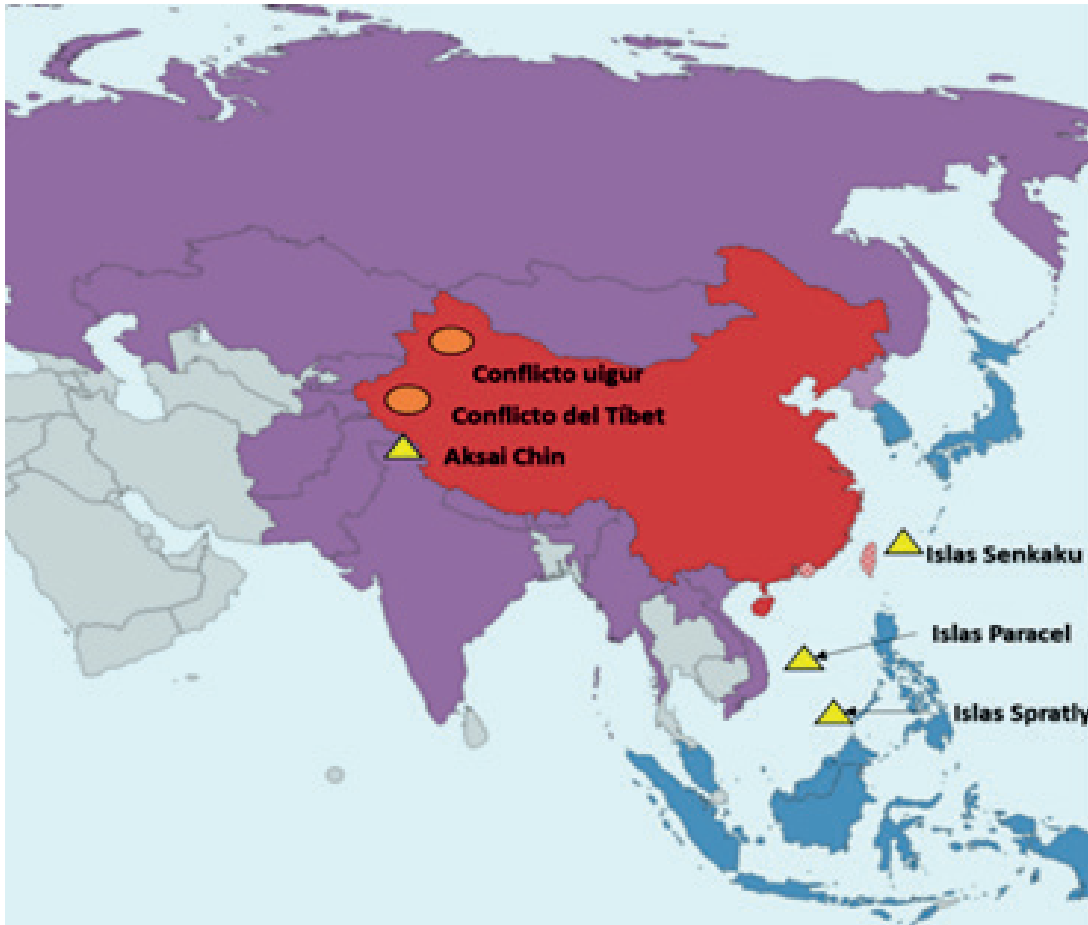 Conflicto uigur
Conflicto del Tíbet
Aksai Chin
Islas Senkaku
Islas Paracel
Islas Spratly